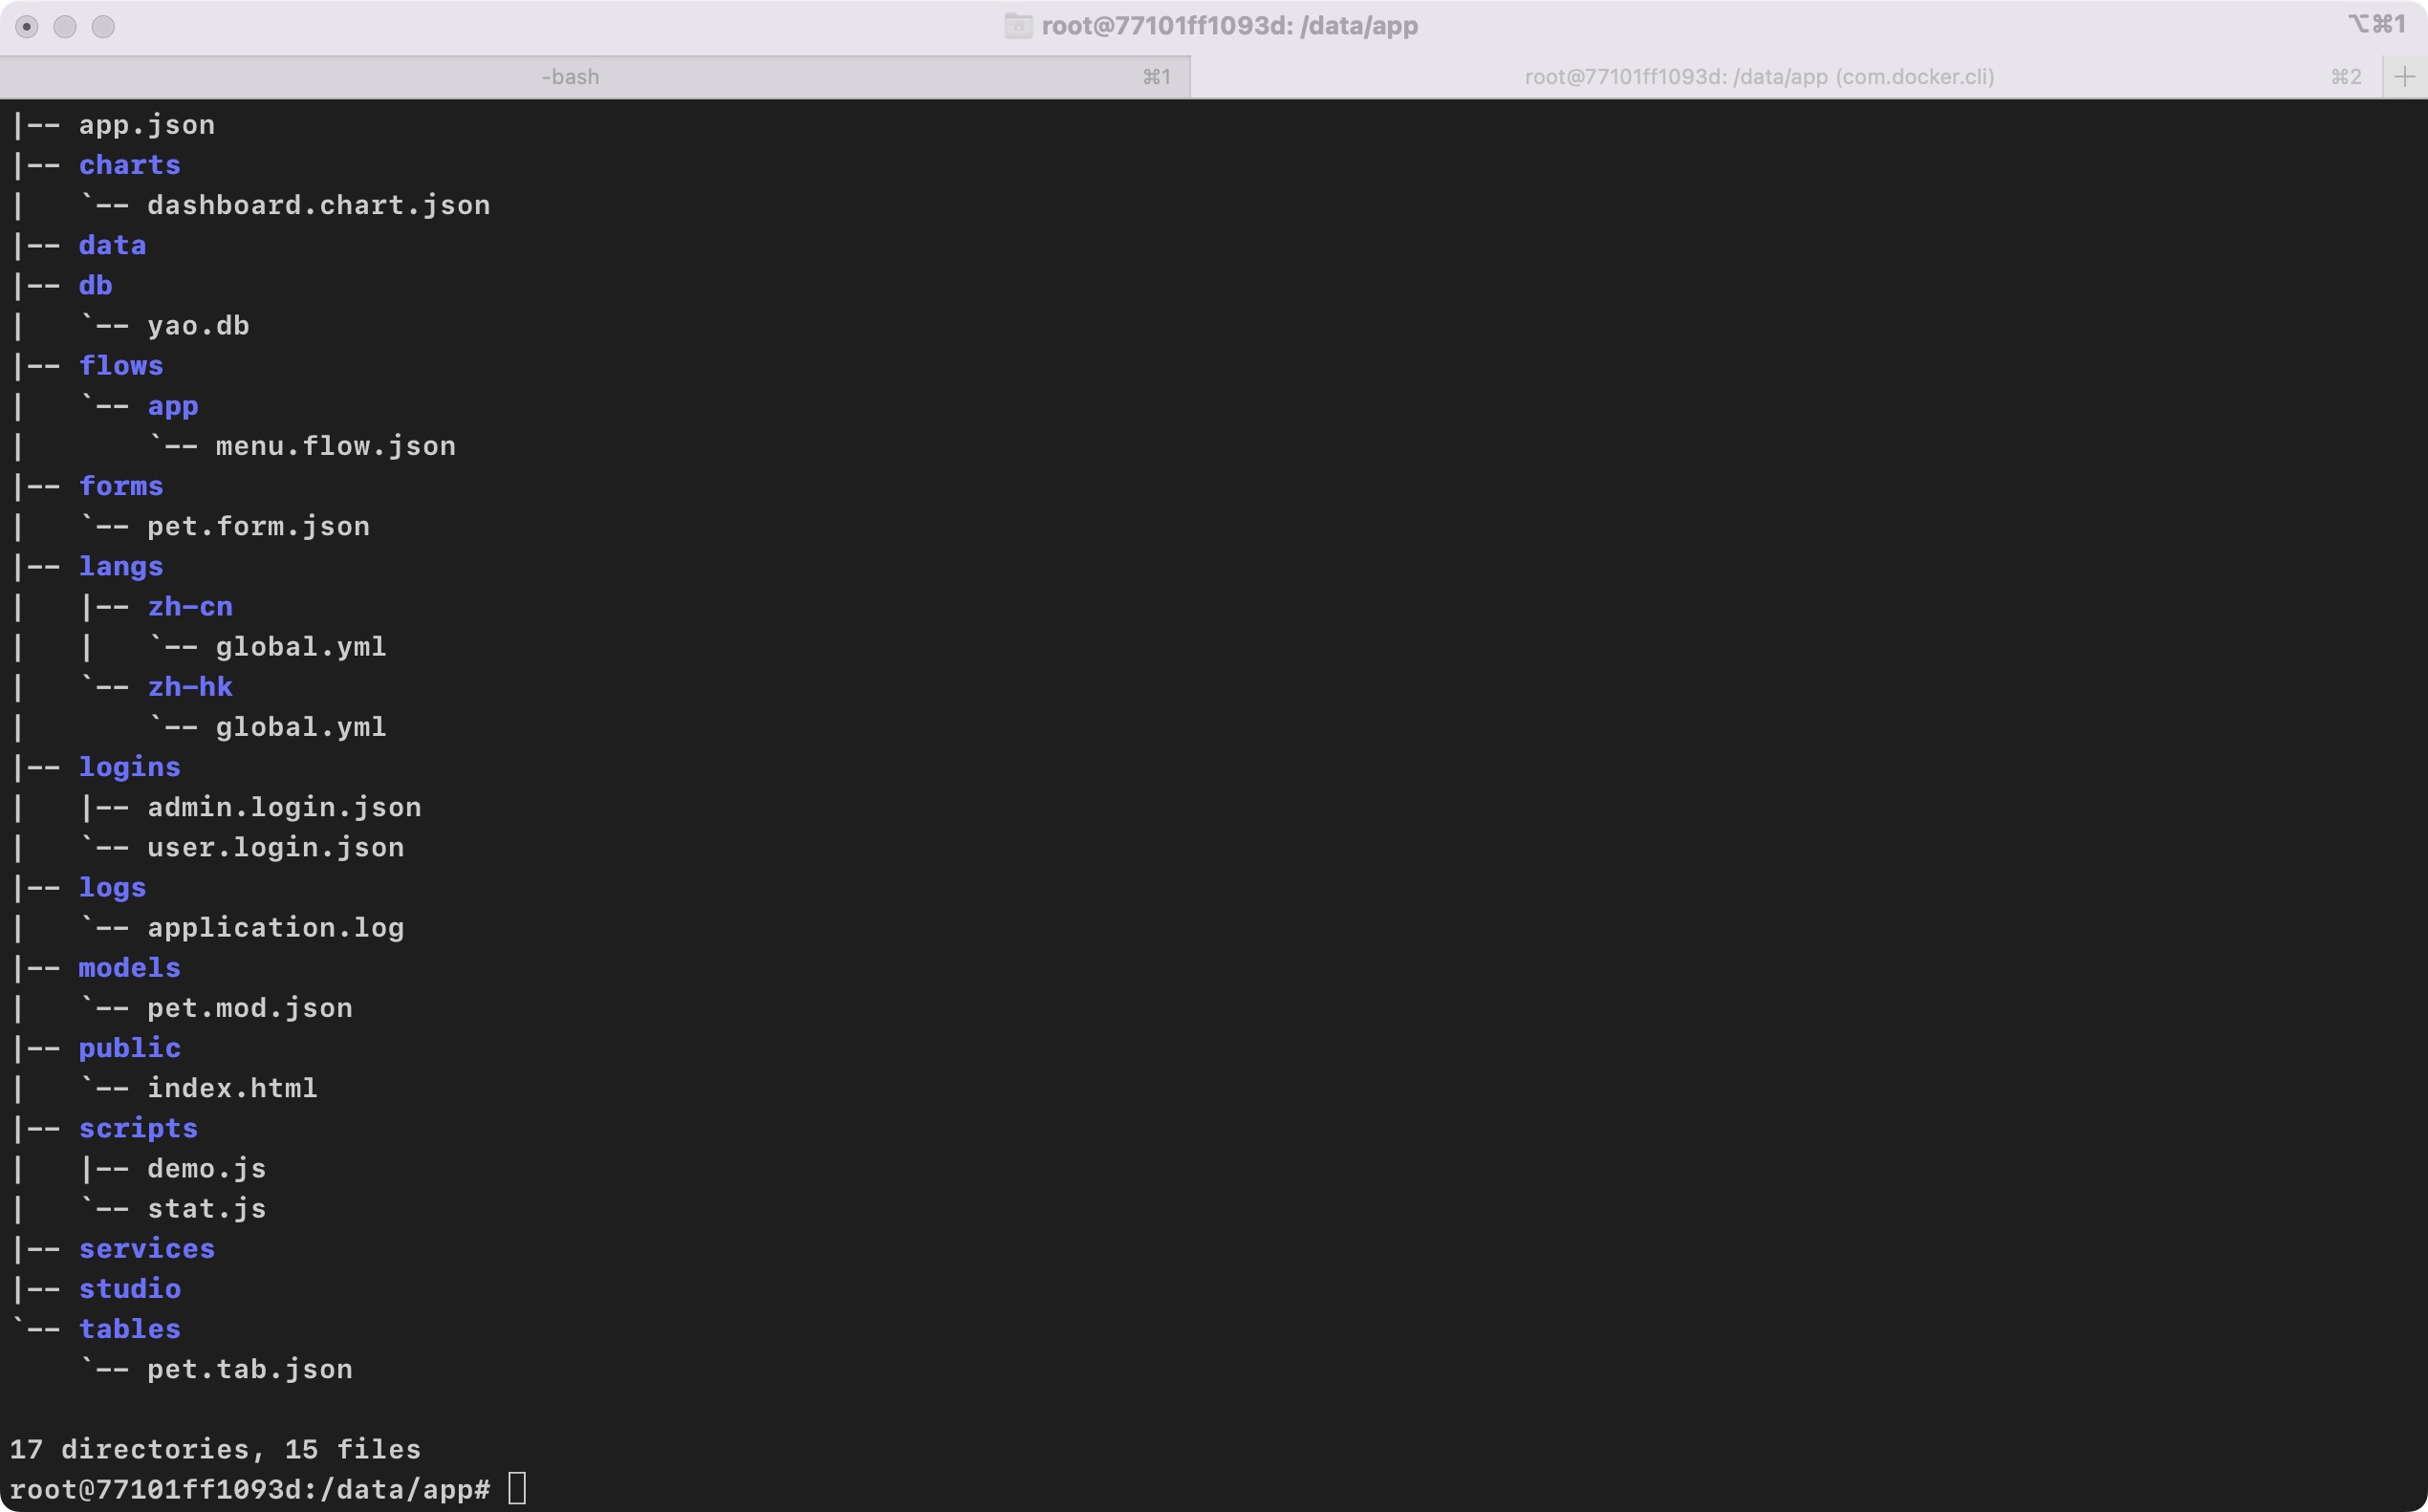 root@77101ff1093d: /data/app ⌥⌘1
-bash ⌘1 root@77101ff1093d: /data/app (com.docker.cli) ⌘2 +
|-- app.json
|-- charts
|   `-- dashboard.chart.json
|-- data
|-- db
|   `-- yao.db
|-- flows
|   `-- app
|       `-- menu.flow.json
|-- forms
|   `-- pet.form.json
|-- langs
|   |-- zh-cn
|   |   `-- global.yml
|   `-- zh-hk
|       `-- global.yml
|-- logins
|   |-- admin.login.json
|   `-- user.login.json
|-- logs
|   `-- application.log
|-- models
|   `-- pet.mod.json
|-- public
|   `-- index.html
|-- scripts
|   |-- demo.js
|   `-- stat.js
|-- services
|-- studio
`-- tables
    `-- pet.tab.json
17 directories, 15 files
root@77101ff1093d:/data/app#